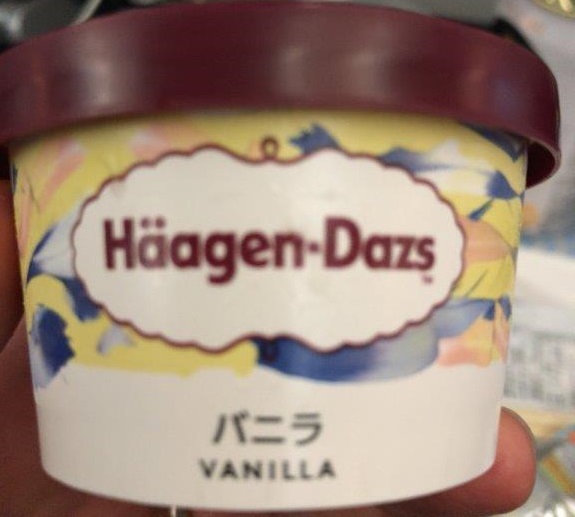 Häagen-Dazs
バニラ
VANILLA